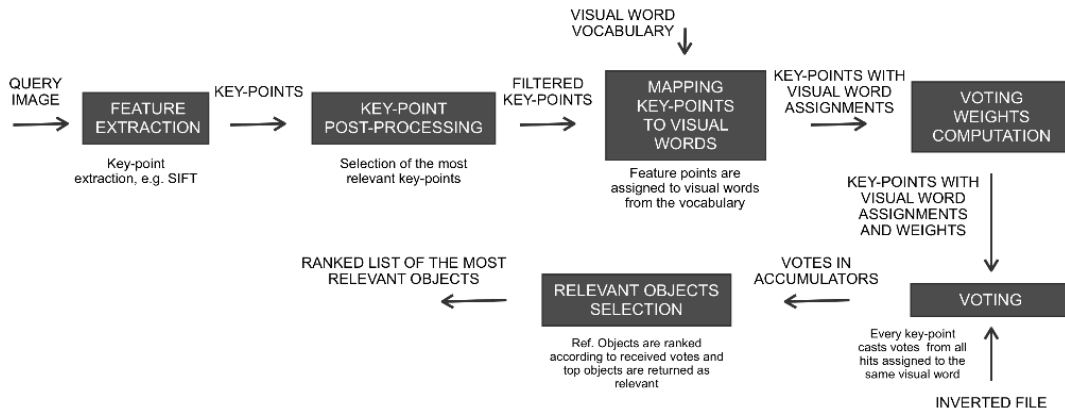 VISUAL WORD
VOCABULARY
QUERY
IMAGE
FEATURE
EXTRACTION
Key-point
extraction, e.g. SIFT
KEY-POINTS
KEY-POINT
POST-PROCESSING
Selection of the most
relevant key-points
FILTERED
KEY-POINTS
MAPPING
KEY-POINTS
TO VISUAL
WORDS
Feature points are
assigned to visual words
from the vocabulary
KEY-POINTS WITH
VISUAL WORD
ASSIGNMENTS
VOTING
WEIGHTS
COMPUTATION
KEY-POINTS WITH
VISUAL WORD
ASSIGNMENTS
AND WEIGHTS
VOTING
Every key-point
casts votes from all
hits assigned to the
same visual word
INVERTED FILE
VOTES IN
ACCUMULATORS
RELEVANT OBJECTS
SELECTION
Ref. Objects are ranked
according to received votes and
top objects are returned as
relevant
RANKED LIST OF THE MOST
RELEVANT OBJECTS